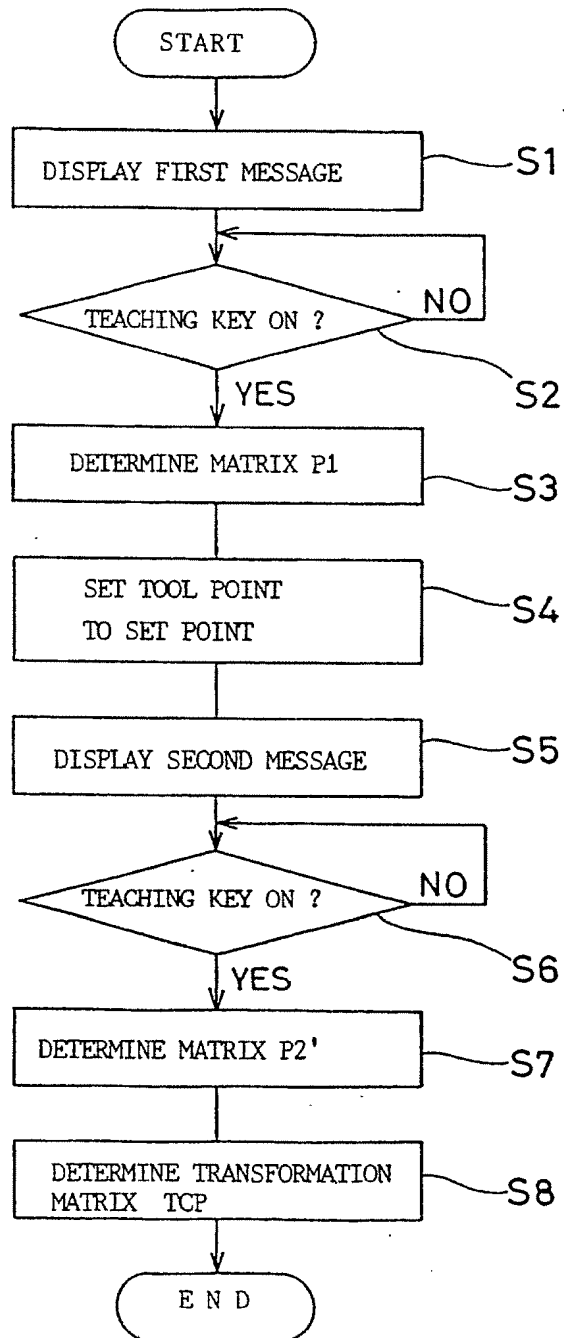 START
DISPLAY FIRST MESSAGE
S1
TEACHING KEY ON ?
NO
S2
YES
DETERMINE MATRIX P1
S3
SET TOOL POINT
TO SET POINT
S4
DISPLAY SECOND MESSAGE
S5
TEACHING KEY ON ?
NO
S6
YES
DETERMINE MATRIX P2'
S7
DETERMINE TRANSFORMATION
MATRIX TCP
S8
END